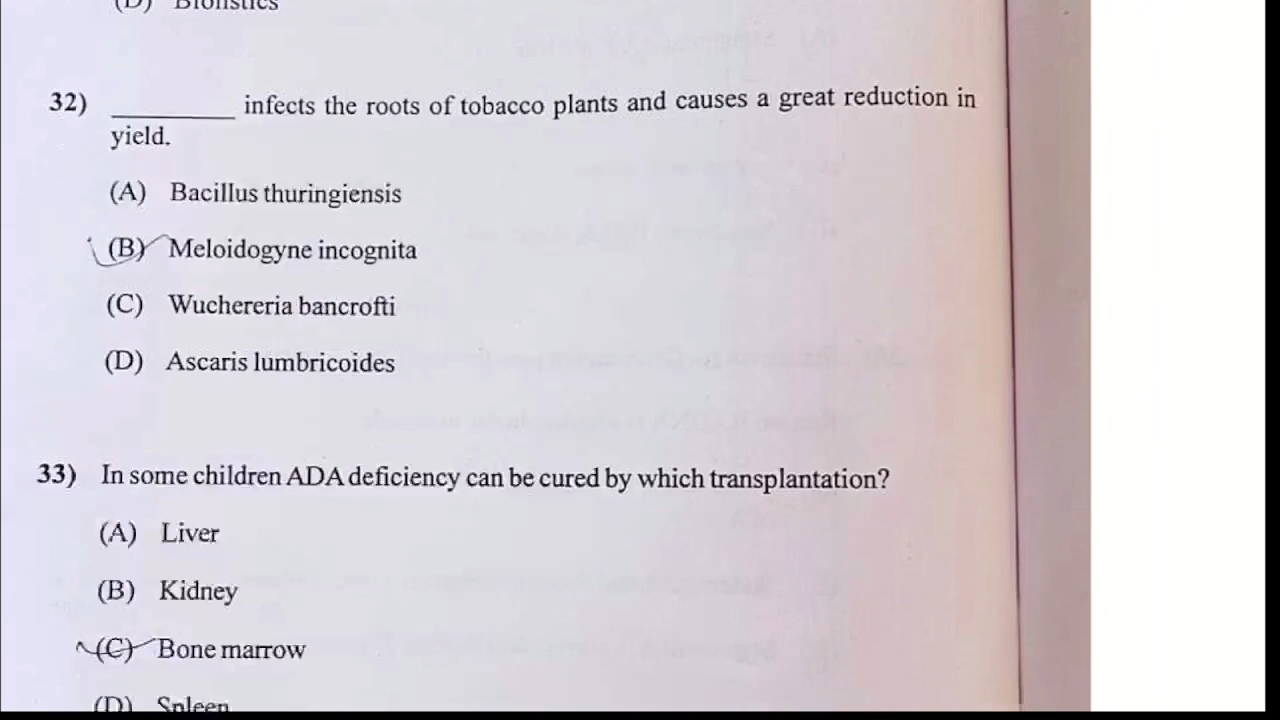 (D) Biolistics
32) __________ infects the roots of tobacco plants and causes a great reduction in
yield.
(A) Bacillus thuringiensis
(B) Meloidogyne incognita
(C) Wuchereria bancrofti
(D) Ascaris lumbricoides
33) In some children ADA deficiency can be cured by which transplantation?
(A) Liver
(B) Kidney
(C) Bone marrow
(D) Spleen